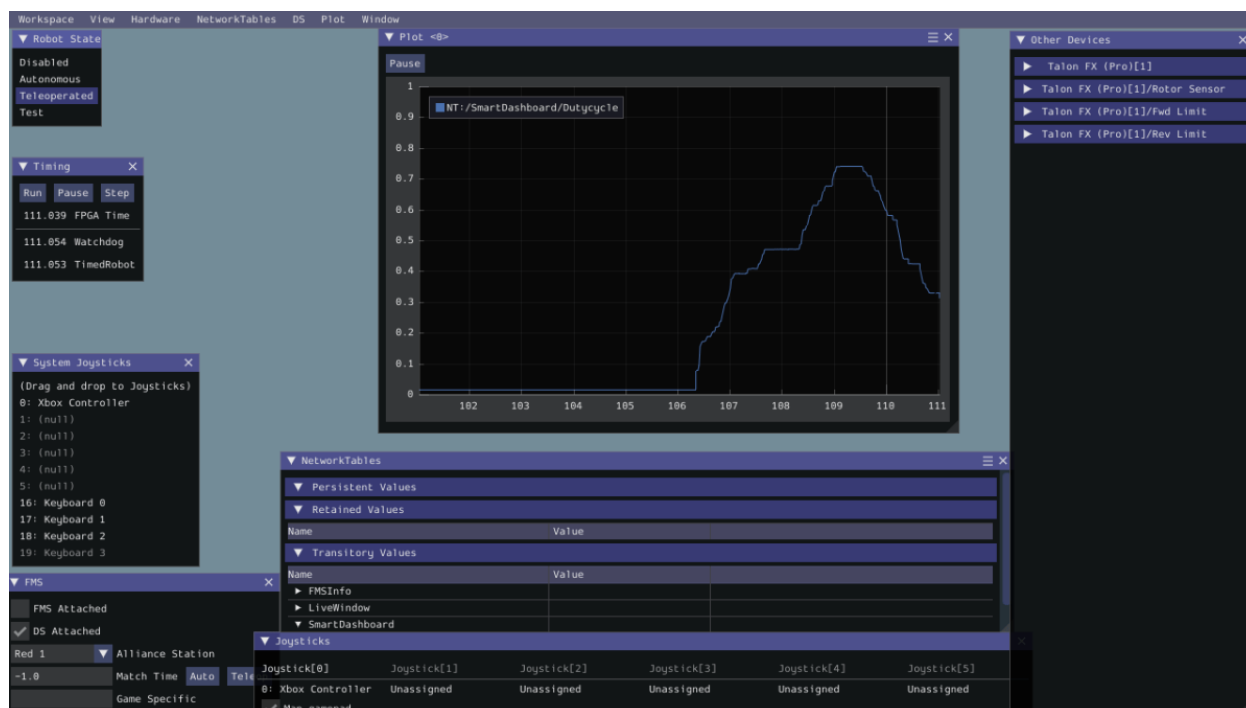 Workspace View Hardware NetworkTables DS Plot Window
Robot State
Disabled
Autonomous
Teleoperated
Test
Timing
Run Pause Step
111.039 FPGA Time
111.054 Watchdog
111.053 TimedRobot
System Joysticks
(Drag and drop to Joysticks)
0: Xbox Controller
1: (null)
2: (null)
3: (null)
4: (null)
5: (null)
16: Keyboard 0
17: Keyboard 1
18: Keyboard 2
19: Keyboard 3
FMS
FMS Attached
DS Attached
Red 1 Alliance Station
-1.0 Match Time Auto Tele
Game Specific
Plot <0>
Pause
NT:/SmartDashboard/Dutycycle
1
0.9
0.8
0.7
0.6
0.5
0.4
0.3
0.2
0.1
0
102 103 104 105 106 107 108 109 110 111
NetworkTables
Persistent Values
Retained Values
Name Value
Transitory Values
Name Value
FMSInfo
LiveWindow
SmartDashboard
Joysticks
Joystick[0] Joystick[1] Joystick[2] Joystick[3] Joystick[4] Joystick[5]
0: Xbox Controller Unassigned Unassigned Unassigned Unassigned Unassigned
Map gamepad
Other Devices
Talon FX (Pro)[1]
Talon FX (Pro)[1]/Rotor Sensor
Talon FX (Pro)[1]/Fwd Limit
Talon FX (Pro)[1]/Rev Limit